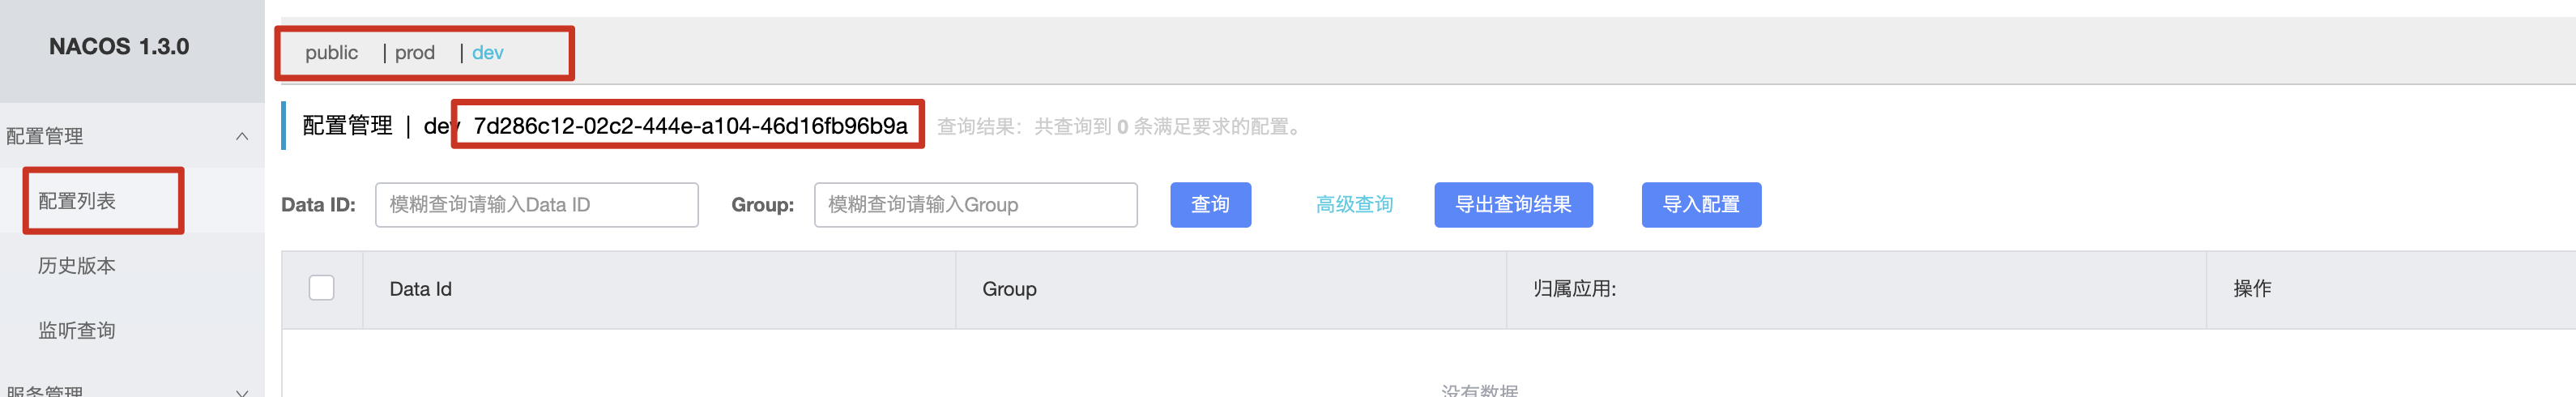 NACOS 1.3.0
public | prod | dev
配置管理
配置管理 | dev 7d286c12-02c2-444e-a104-46d16fb96b9a 查询结果：共查询到 0 条满足要求的配置。
配置列表
Data ID: 模糊查询请输入Data ID Group: 模糊查询请输入Group 查询 高级查询 导出查询结果 导入配置
历史版本
Data Id Group 归属应用: 操作
监听查询
服务管理
没有数据